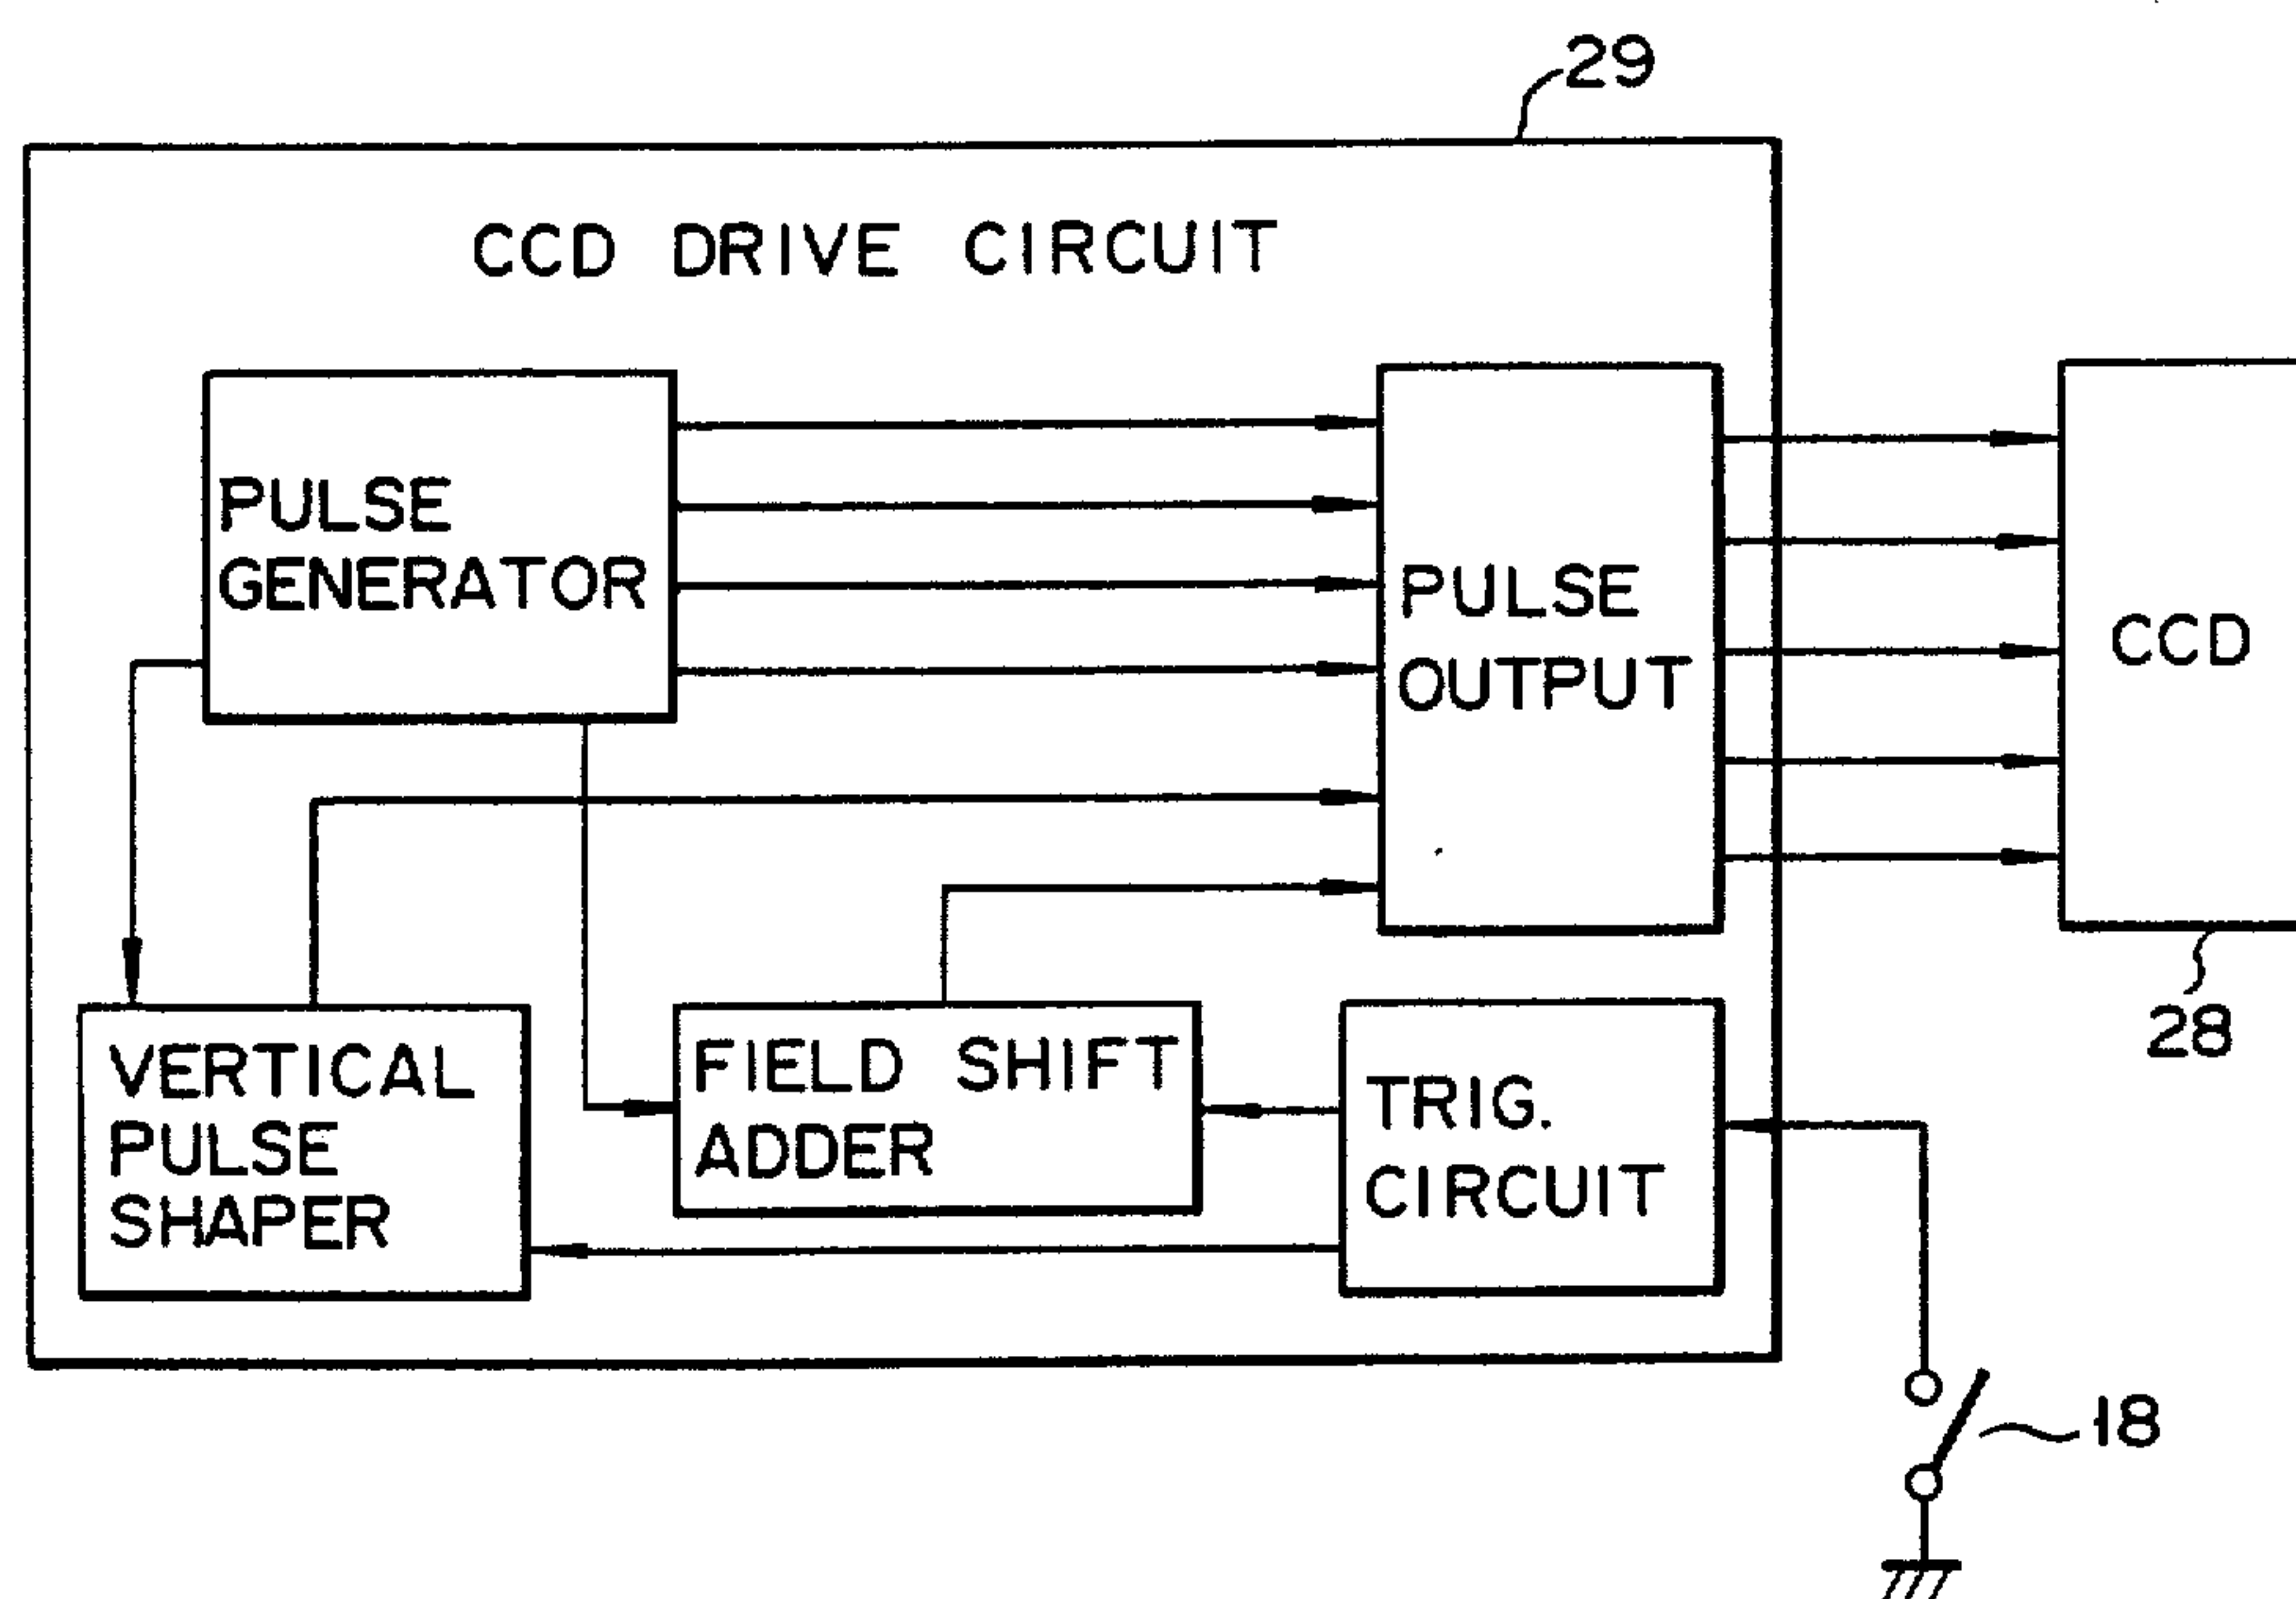 29
CCD DRIVE CIRCUIT
PULSE
GENERATOR
PULSE
OUTPUT
CCD
28
VERTICAL
PULSE
SHAPER
FIELD SHIFT
ADDER
TRIG.
CIRCUIT
18